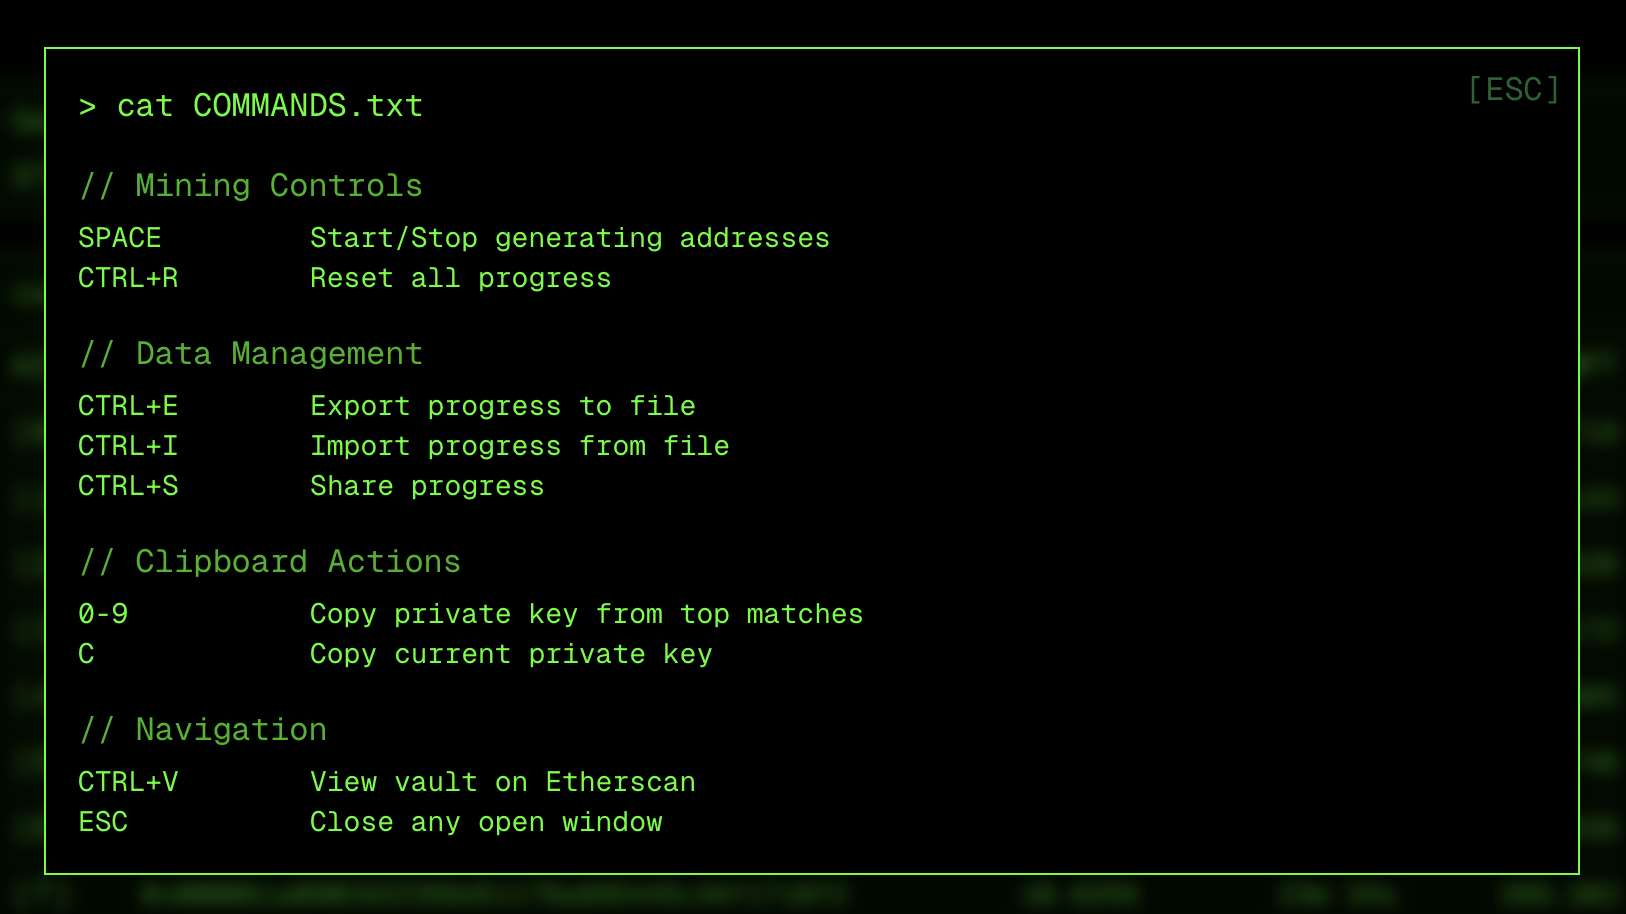 [ESC]
> cat COMMANDS.txt
// Mining Controls
SPACE Start/Stop generating addresses
CTRL+R Reset all progress
// Data Management
CTRL+E Export progress to file
CTRL+I Import progress from file
CTRL+S Share progress
// Clipboard Actions
0-9 Copy private key from top matches
C Copy current private key
// Navigation
CTRL+V View vault on Etherscan
ESC Close any open window